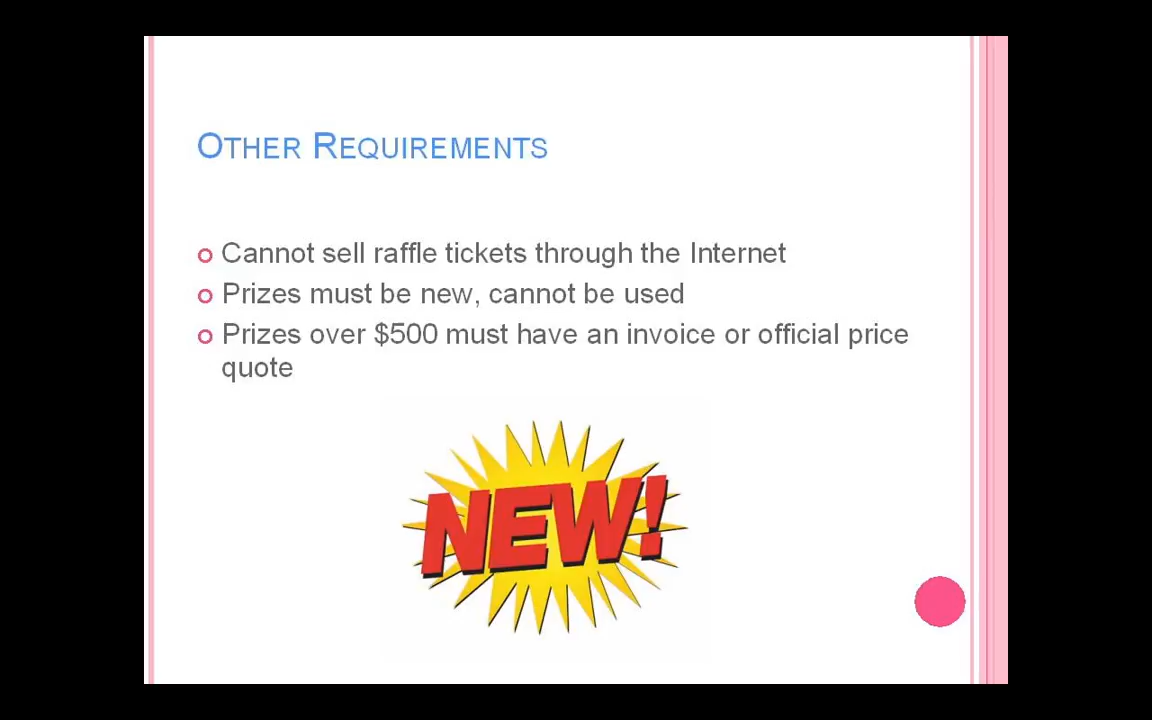 OTHER REQUIREMENTS
Cannot sell raffle tickets through the Internet
Prizes must be new, cannot be used
Prizes over $500 must have an invoice or official price
quote
NEW!